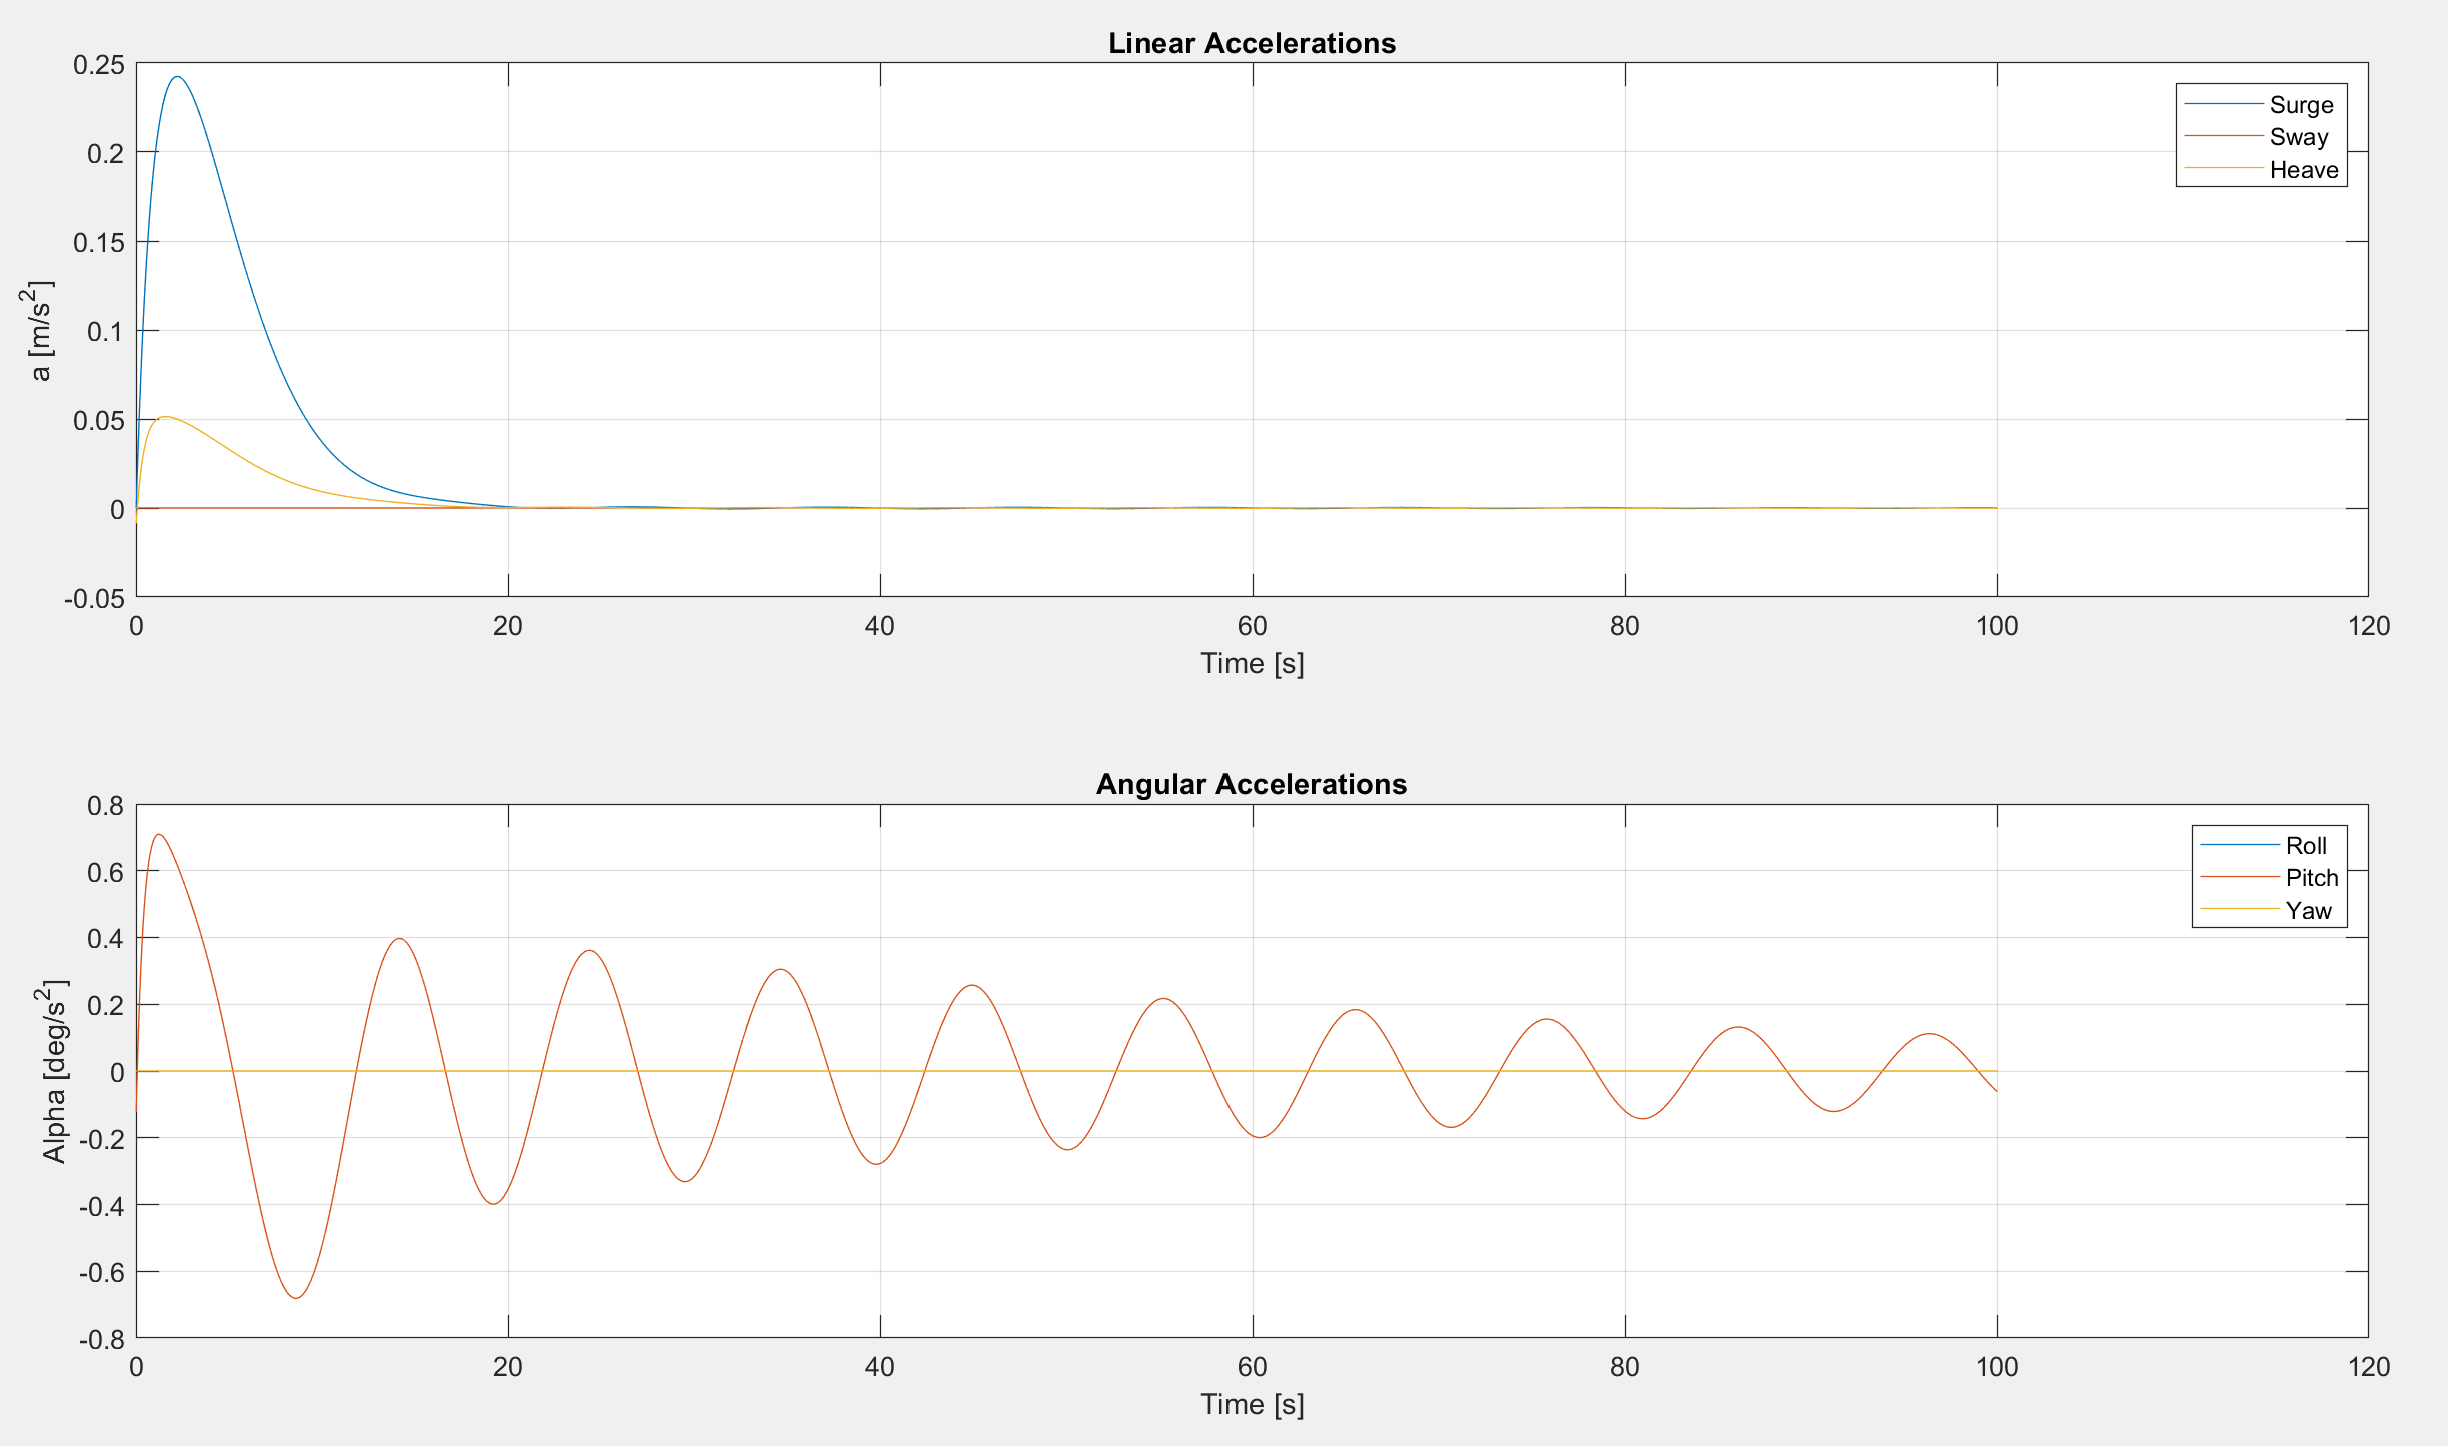 Linear Accelerations
0.25
0.2
0.15
0.1
0.05
0
-0.05
a [m/s2]
Surge
Sway
Heave
0 20 40 60 80 100 120
Time [s]
Angular Accelerations
0.8
0.6
0.4
0.2
0
-0.2
-0.4
-0.6
-0.8
Alpha [deg/s2]
Roll
Pitch
Yaw
0 20 40 60 80 100 120
Time [s]